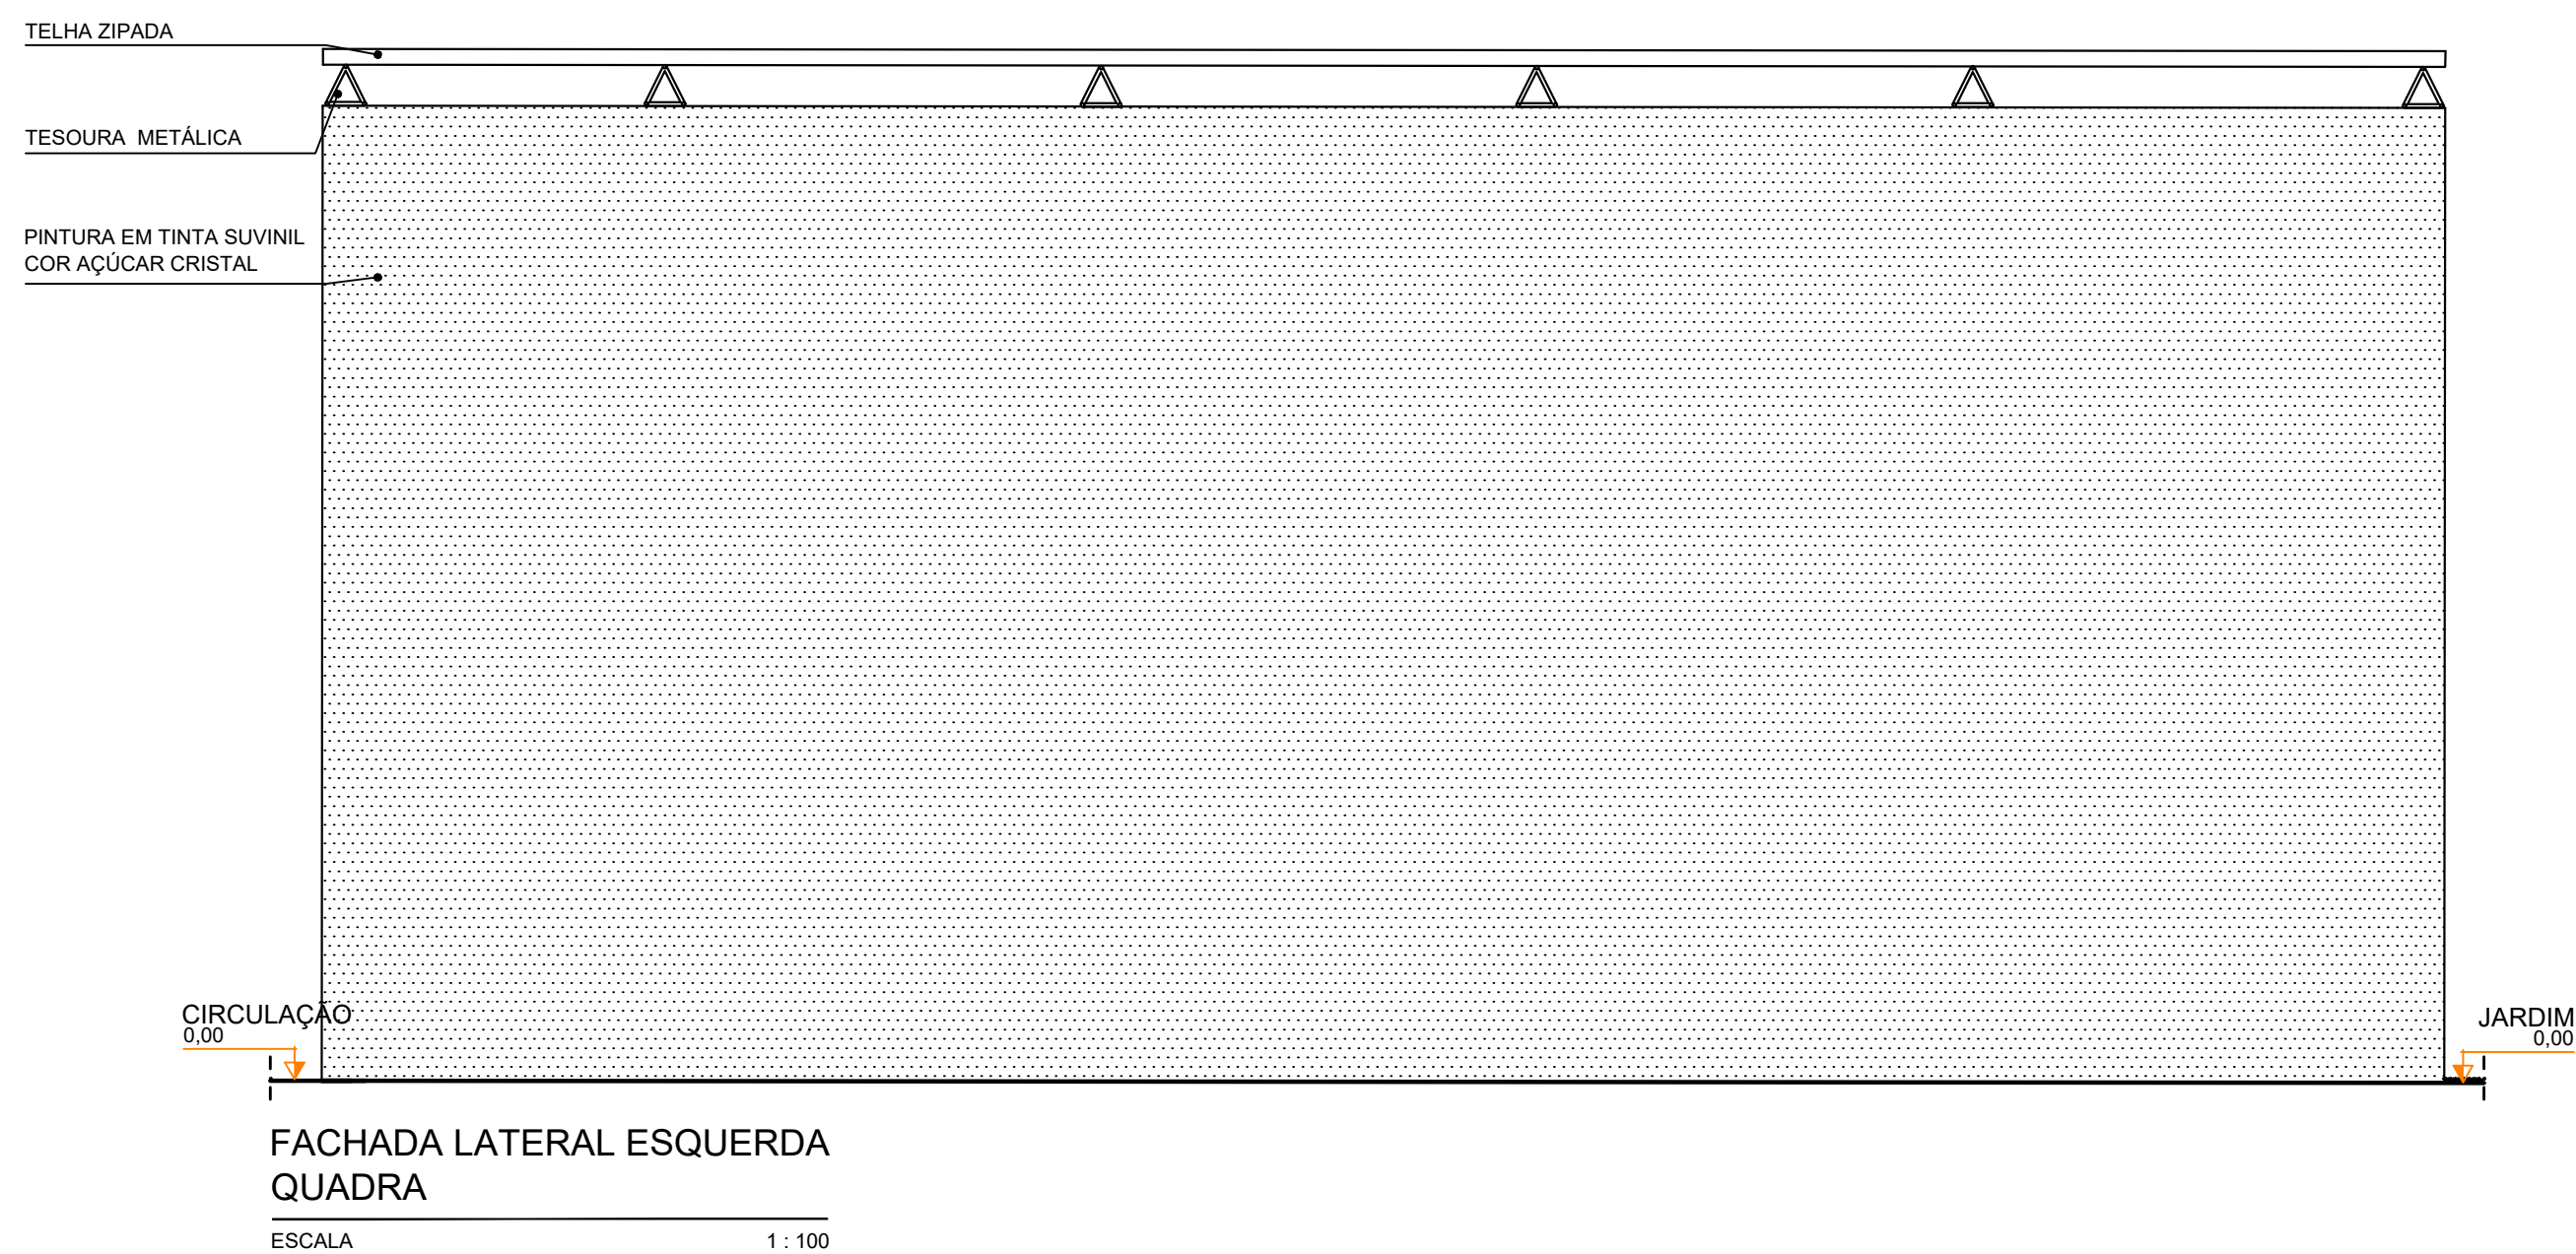 TELHA ZIPADA
TESOURA METÁLICA
PINTURA EM TINTA SUVINIL
COR AÇÚCAR CRISTAL
CIRCULAÇÃO
0,00
JARDIM
0,00
FACHADA LATERAL ESQUERDA
QUADRA
ESCALA 1 : 100